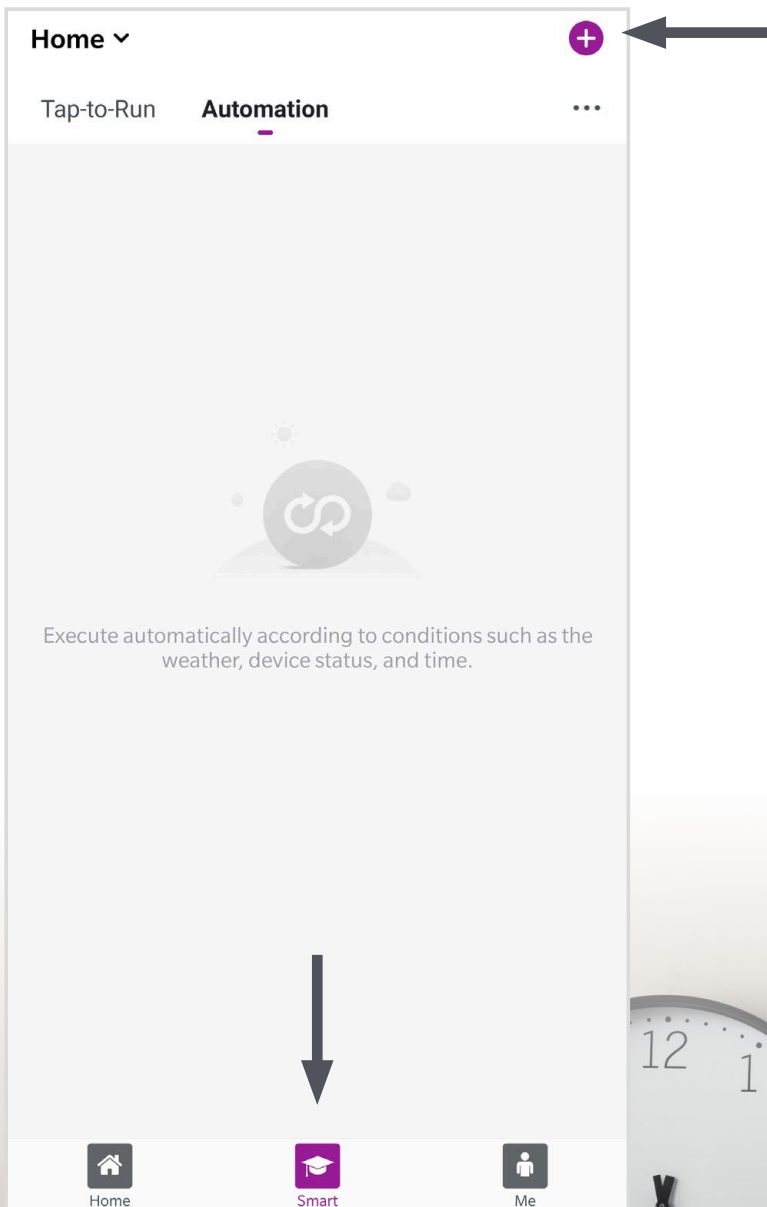 Home
Tap-to-Run Automation
Execute automatically according to conditions such as the
weather, device status, and time.
12
1
Home Smart Me